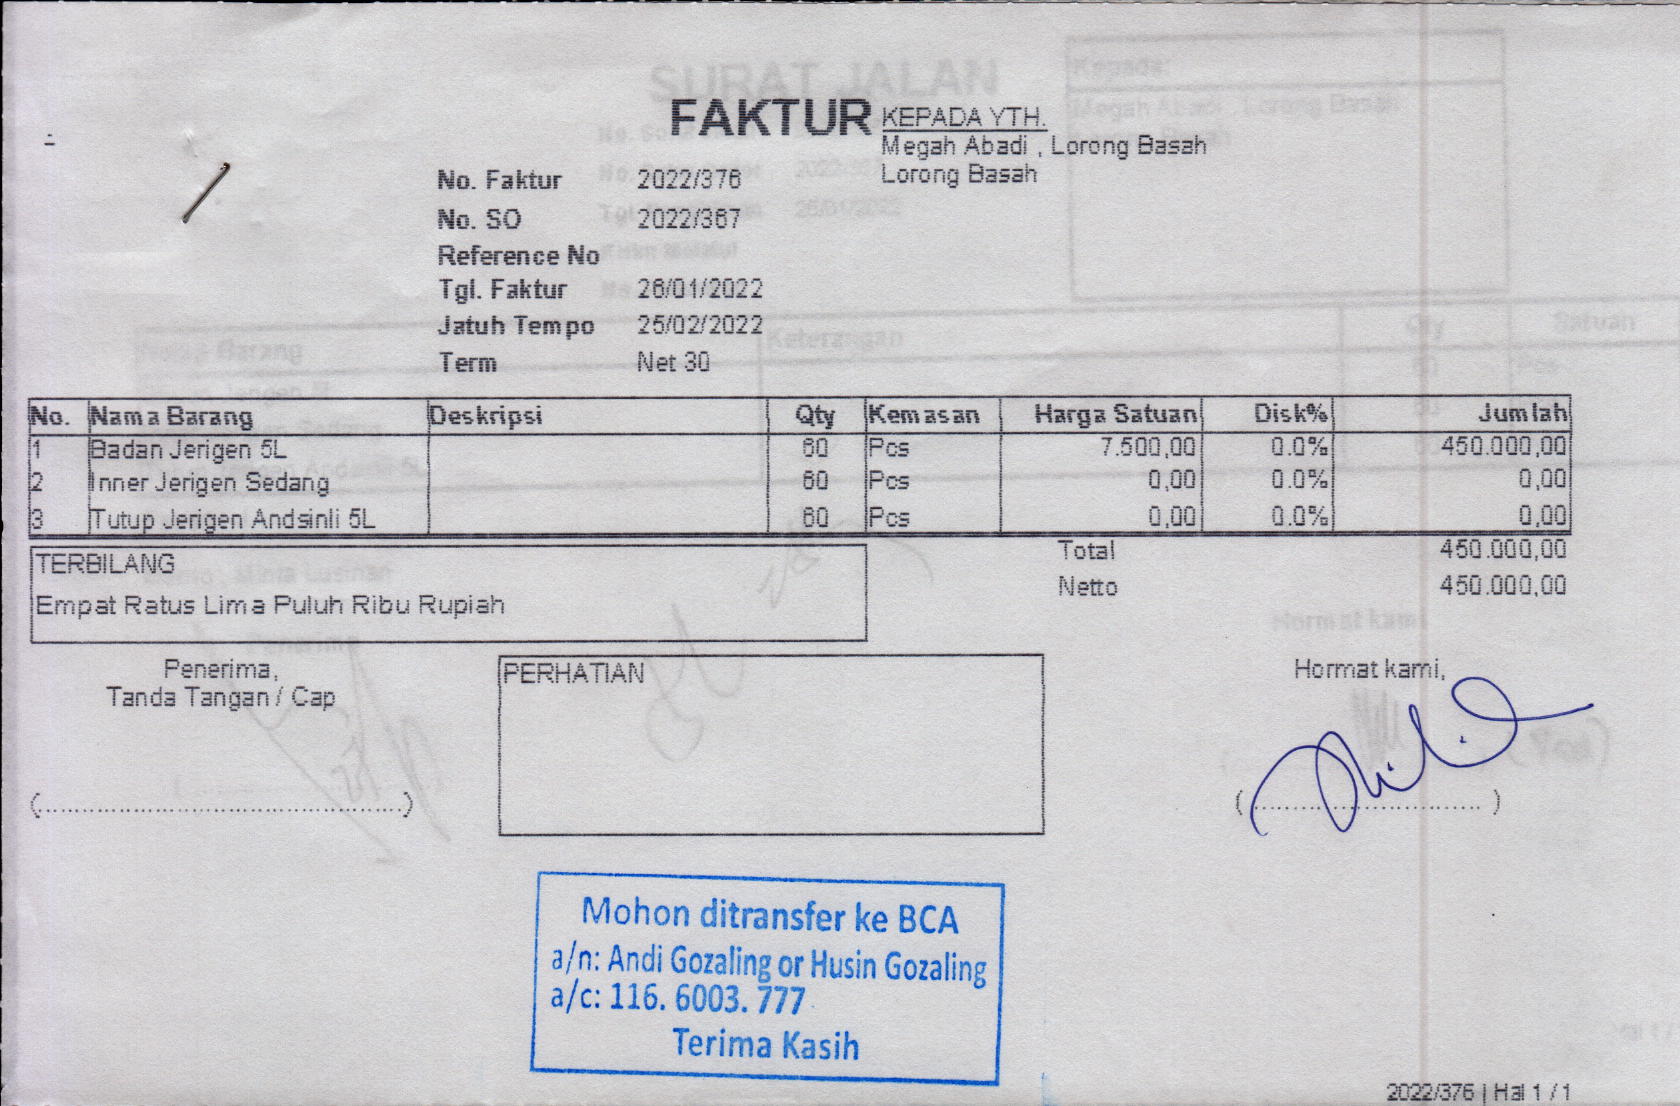 FAKTUR
KEPADA YTH.
Megah Abadi , Lorong Basah
Lorong Basah
No. Faktur 2022/376
No. SO 2022/367
Reference No
Tgl. Faktur 26/01/2022
Jatuh Tempo 25/02/2022
Term Net 30
No. Nama Barang Deskripsi Qty Kemasan Harga Satuan Disk% Jumlah
1 Badan Jerigen 5L 60 Pcs 7.500,00 0.0% 450.000,00
2 Inner Jerigen Sedang 60 Pcs 0,00 0.0% 0,00
3 Tutup Jerigen Andsinli 5L 60 Pcs 0,00 0.0% 0,00
Total 450.000,00
Netto 450.000,00
TERBILANG
Empat Ratus Lima Puluh Ribu Rupiah
Penerima,
Tanda Tangan / Cap
(..............................................)
PERHATIAN
Hormat kami,
(.............................. )
Mohon ditransfer ke BCA
a/n: Andi Gozaling or Husin Gozaling
a/c: 116. 6003. 777
Terima Kasih
2022/376 | Hal 1 / 1